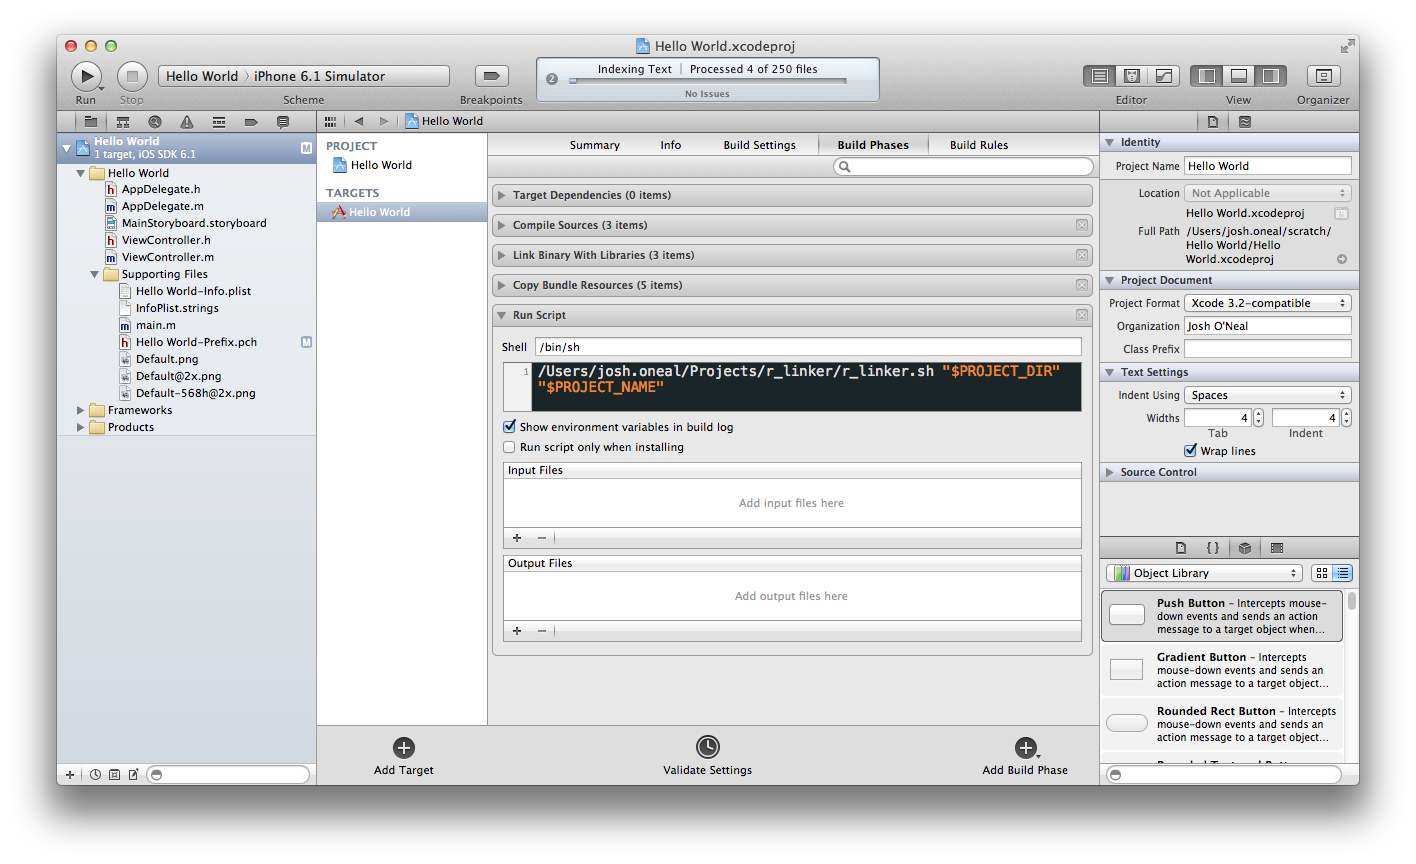 Hello World.xcodeproj
Run
Stop
Hello World
iPhone 6.1 Simulator
Scheme
Breakpoints
2
Indexing Text | Processed 4 of 250 files
No Issues
Editor
View
Organizer
Hello World
1 target, iOS SDK 6.1
M
Hello World
h AppDelegate.h
m AppDelegate.m
MainStoryboard.storyboard
h ViewController.h
m ViewController.m
Supporting Files
Hello World-Info.plist
InfoPlist.strings
m main.m
h Hello World-Prefix.pch
M
Default.png
Default@2x.png
Default-568h@2x.png
Frameworks
Products
Hello World
PROJECT
Hello World
TARGETS
Hello World
Summary
Info
Build Settings
Build Phases
Build Rules
Target Dependencies (0 items)
Compile Sources (3 items)
Link Binary With Libraries (3 items)
Copy Bundle Resources (5 items)
Run Script
Shell
/bin/sh
1
/Users/josh.oneal/Projects/r_linker/r_linker.sh "$PROJECT_DIR"
"$PROJECT_NAME"
Show environment variables in build log
Run script only when installing
Input Files
Add input files here
+ −
Output Files
Add output files here
+ −
Add Target
Validate Settings
Add Build Phase
Identity
Project Name
Hello World
Location
Not Applicable
Hello World.xcodeproj
Full Path
/Users/josh.oneal/scratch/
Hello World/Hello
World.xcodeproj
Project Document
Project Format
Xcode 3.2-compatible
Organization
Josh O'Neal
Class Prefix
Text Settings
Indent Using
Spaces
Widths
4
4
Tab
Indent
Wrap lines
Source Control
{ }
Object Library
Push Button - Intercepts mouse-
down events and sends an action
message to a target object when...
Gradient Button - Intercepts
mouse-down events and sends an
action message to a target object...
Rounded Rect Button - Intercepts
mouse-down events and sends an
action message to a target object...